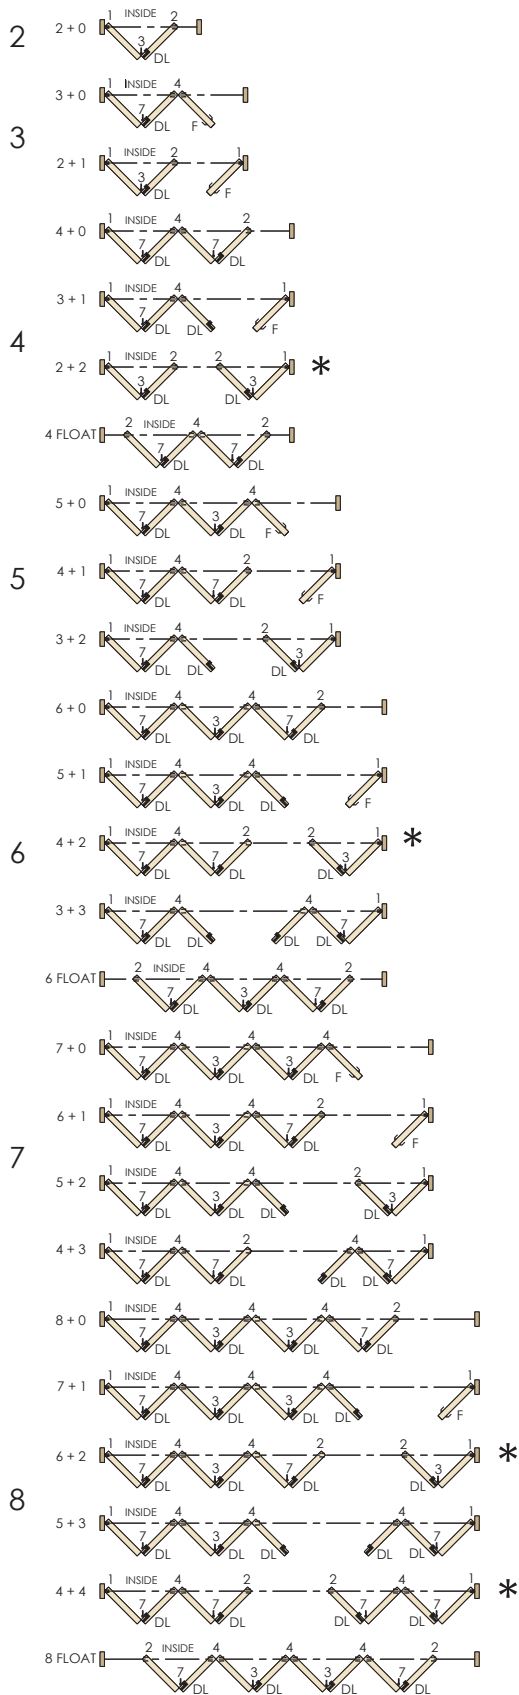 1 INSIDE 2
2
2 + 0
3
DL
1 INSIDE 4
3 + 0
7
DL F
3
1 INSIDE 2 1
2 + 1
3
DL F
1 INSIDE 4 2
4 + 0
7 7
DL DL
1 INSIDE 4 1
3 + 1
7
DL DL F
4
1 INSIDE 2 2 1
2 + 2 *
3 3
DL DL
2 INSIDE 4 2
4 FLOAT
7 7
DL DL
1 INSIDE 4 4
5 + 0
7 3
DL DL F
1 INSIDE 4 2 1
5
4 + 1
7 7
DL DL F
1 INSIDE 4 2 1
3 + 2
7 3
DL DL DL
1 INSIDE 4 4 2
6 + 0
7 3 7
DL DL DL
1 INSIDE 4 4 1
5 + 1
7 3
DL DL DL F
1 INSIDE 4 2 2 1
6
4 + 2 *
7 7 3
DL DL DL
1 INSIDE 4 4 1
3 + 3
7 7
DL DL DL DL
2 INSIDE 4 4 2
6 FLOAT
7 3 7
DL DL DL
1 INSIDE 4 4 4
7 + 0
7 3 3
DL DL DL F
1 INSIDE 4 4 2 1
6 + 1
7 3 7
DL DL DL F
7
1 INSIDE 4 4 2 1
5 + 2
7 3 3
DL DL DL DL
1 INSIDE 4 2 4 1
4 + 3
7 7 7
DL DL DL DL
1 INSIDE 4 4 4 2
8 + 0
7 3 3 7
DL DL DL DL
1 INSIDE 4 4 4 1
7 + 1
7 3 3
DL DL DL DL F
1 INSIDE 4 4 2 2 1
6 + 2 *
7 3 7 3
DL DL DL DL
8
1 INSIDE 4 4 4 1
5 + 3
7 3 7
DL DL DL DL DL
1 INSIDE 4 2 2 4 1
4 + 4 *
7 7 7 7
DL DL DL DL
2 INSIDE 4 4 4 2
8 FLOAT
7 3 3 7
DL DL DL DL